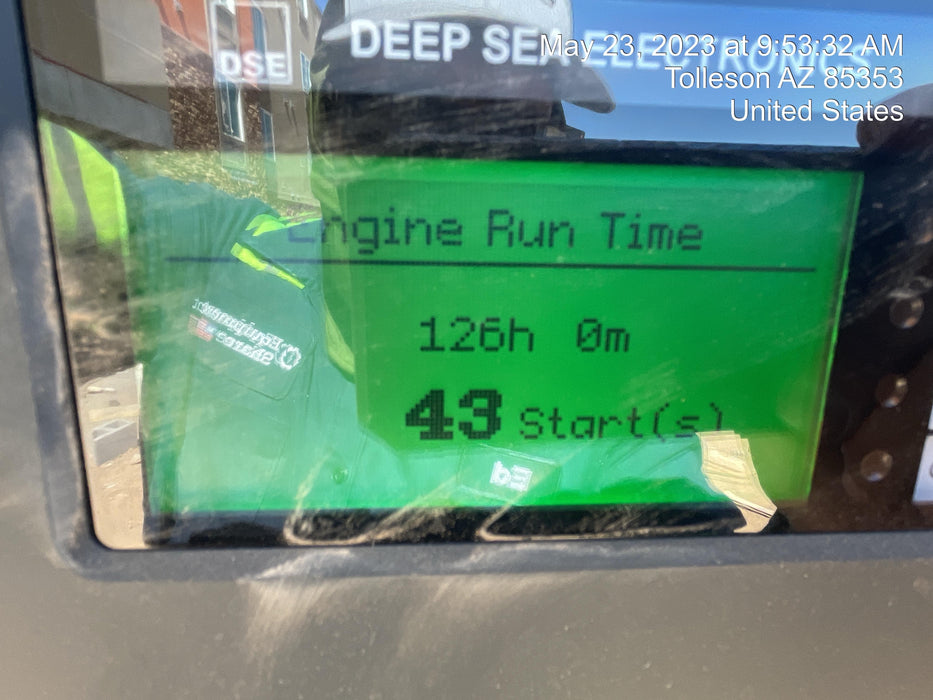 DSE
DEEP SEA ELECTRONICS
May 23, 2023 at 9:53:32 AM
Tolleson AZ 85353
United States
Engine Run Time
126h 0m
43 Start(s)